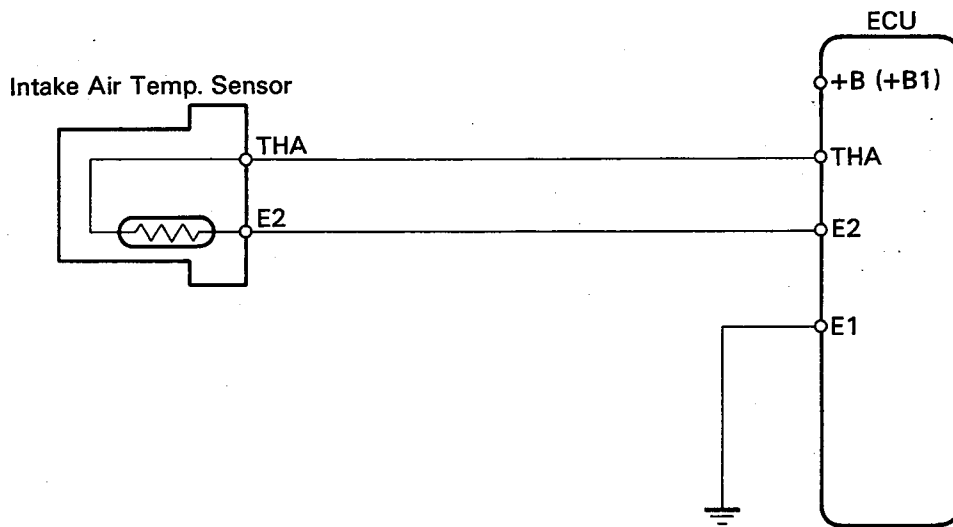 ECU
+B (+B1)
Intake Air Temp. Sensor
THA
THA
E2
E2
E1